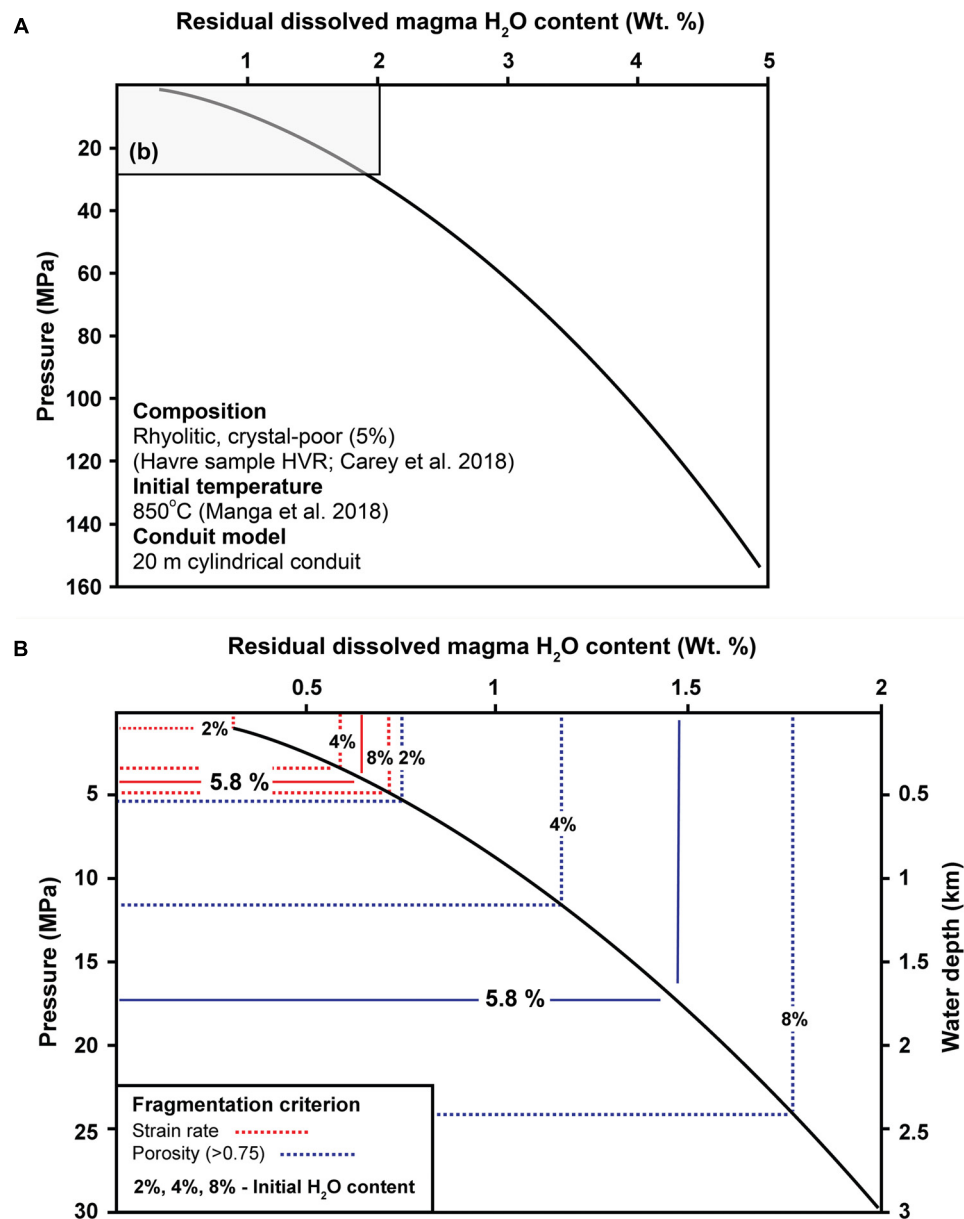 A
Residual dissolved magma H2O content (Wt. %)
1 2 3 4 5
20
(b)
40
60
80
100
120
140
160
Pressure (MPa)
Composition
Rhyolitic, crystal-poor (5%)
(Havre sample HVR; Carey et al. 2018)
Initial temperature
850°C (Manga et al. 2018)
Conduit model
20 m cylindrical conduit
B
Residual dissolved magma H2O content (Wt. %)
0.5 1 1.5 2
2% 4% 8% 2%
5.8 %
4%
5.8 %
8%
5
10
15
20
25
30
Pressure (MPa)
0.5
1
1.5
2
2.5
3
Water depth (km)
Fragmentation criterion
Strain rate
Porosity (>0.75)
2%, 4%, 8% - Initial H2O content